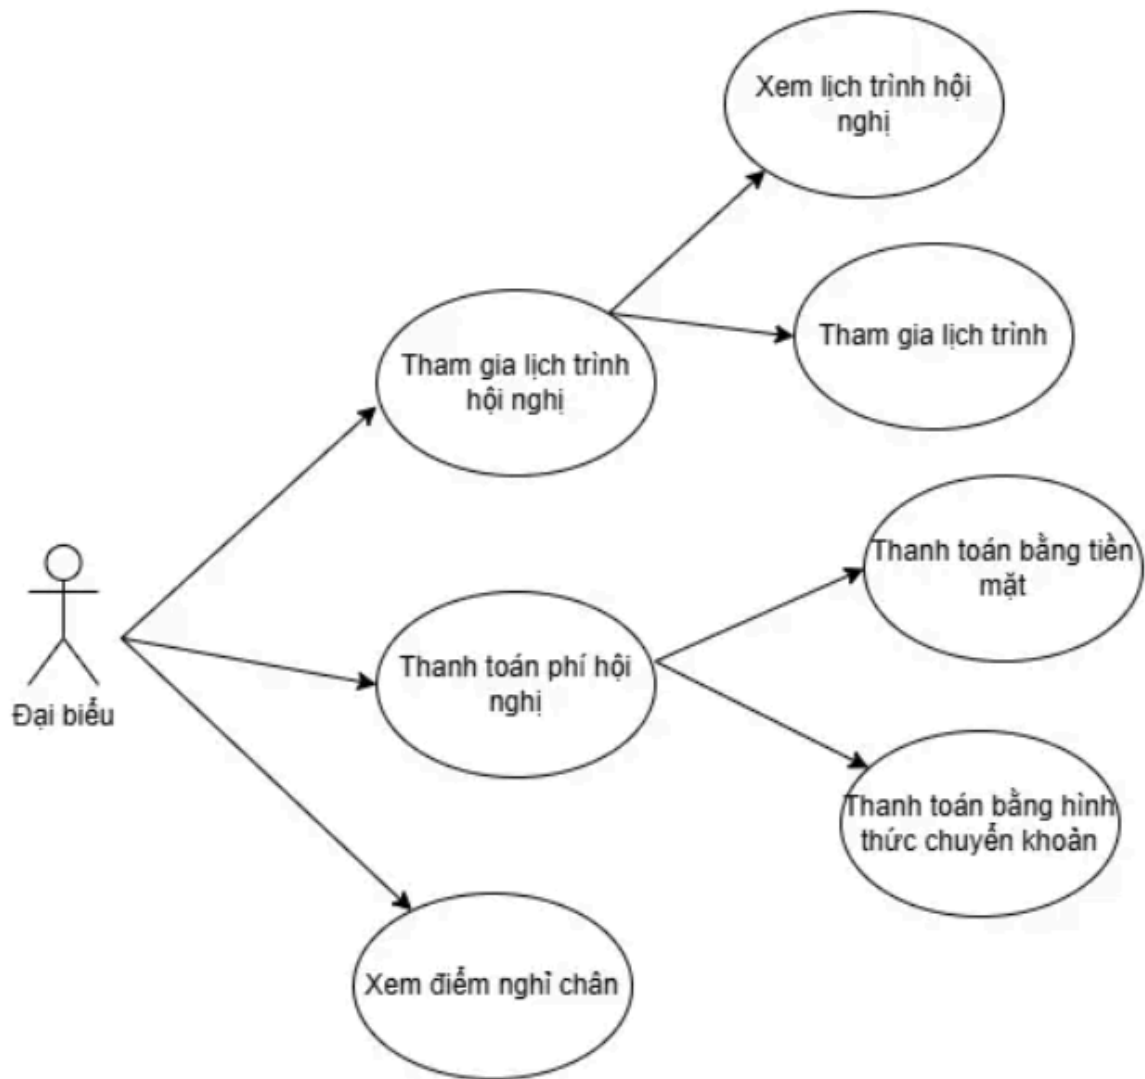 Xem lịch trình hội
nghị
Tham gia lịch trình
Tham gia lịch trình
hội nghị
Thanh toán bằng tiền
mặt
Đại biểu
Thanh toán phí hội
nghị
Thanh toán bằng hình
thức chuyển khoản
Xem điểm nghỉ chân